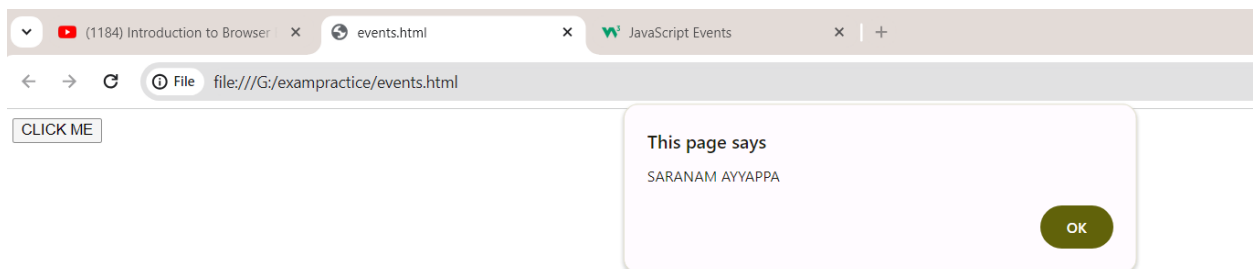 (1184) Introduction to Browser
events.html
JavaScript Events
File
file:///G:/exampractice/events.html
CLICK ME
This page says
SARANAM AYYAPPA
OK